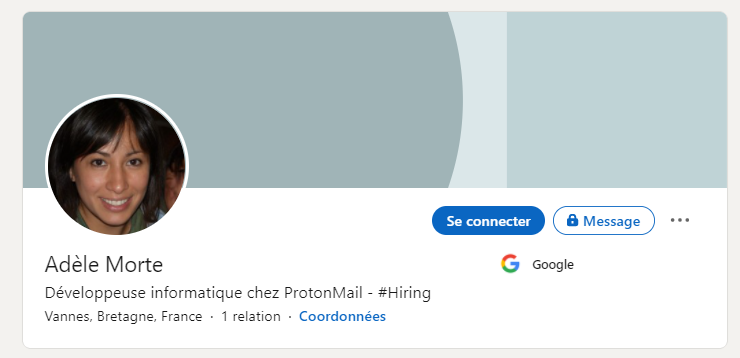 Se connecter
Message
Adèle Morte
Google
Développeuse informatique chez ProtonMail - #Hiring
Vannes, Bretagne, France · 1 relation · Coordonnées